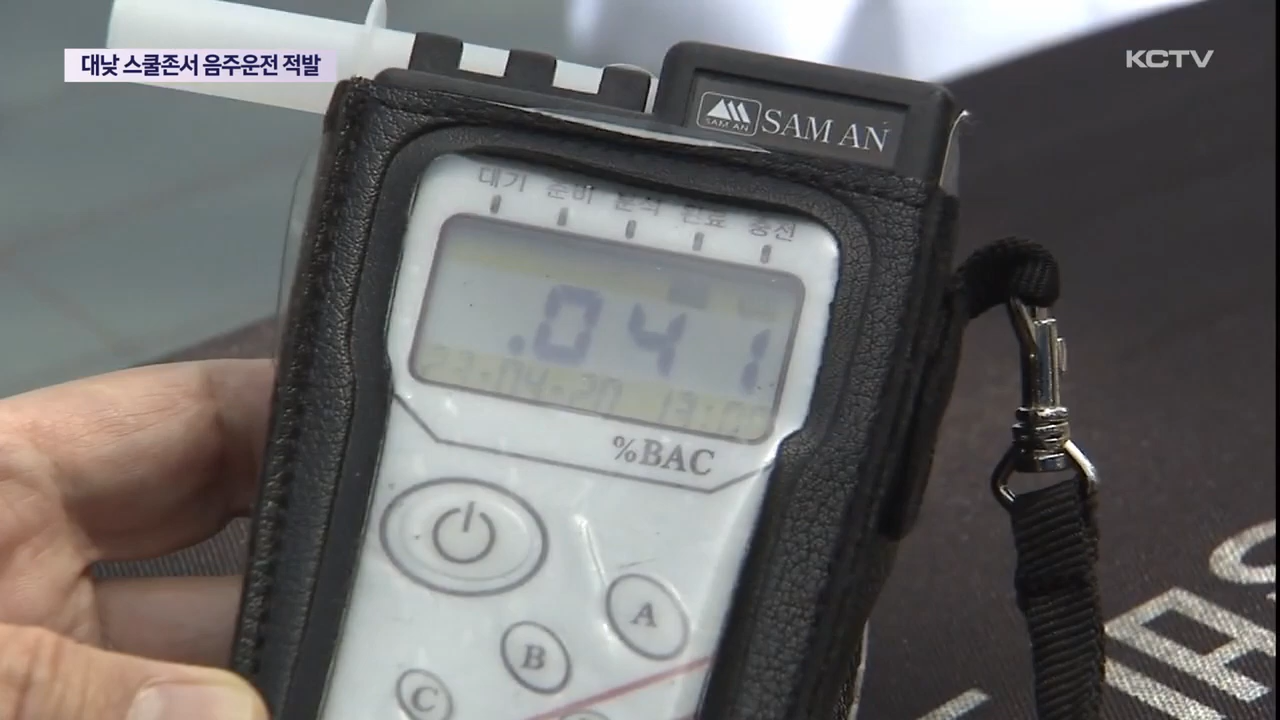 대낮 스쿨존서 음주운전 적발
KCTV
SAM AN
SAM AN
대기 준비 분석 완료 충전
.041
%BAC
A
B
C